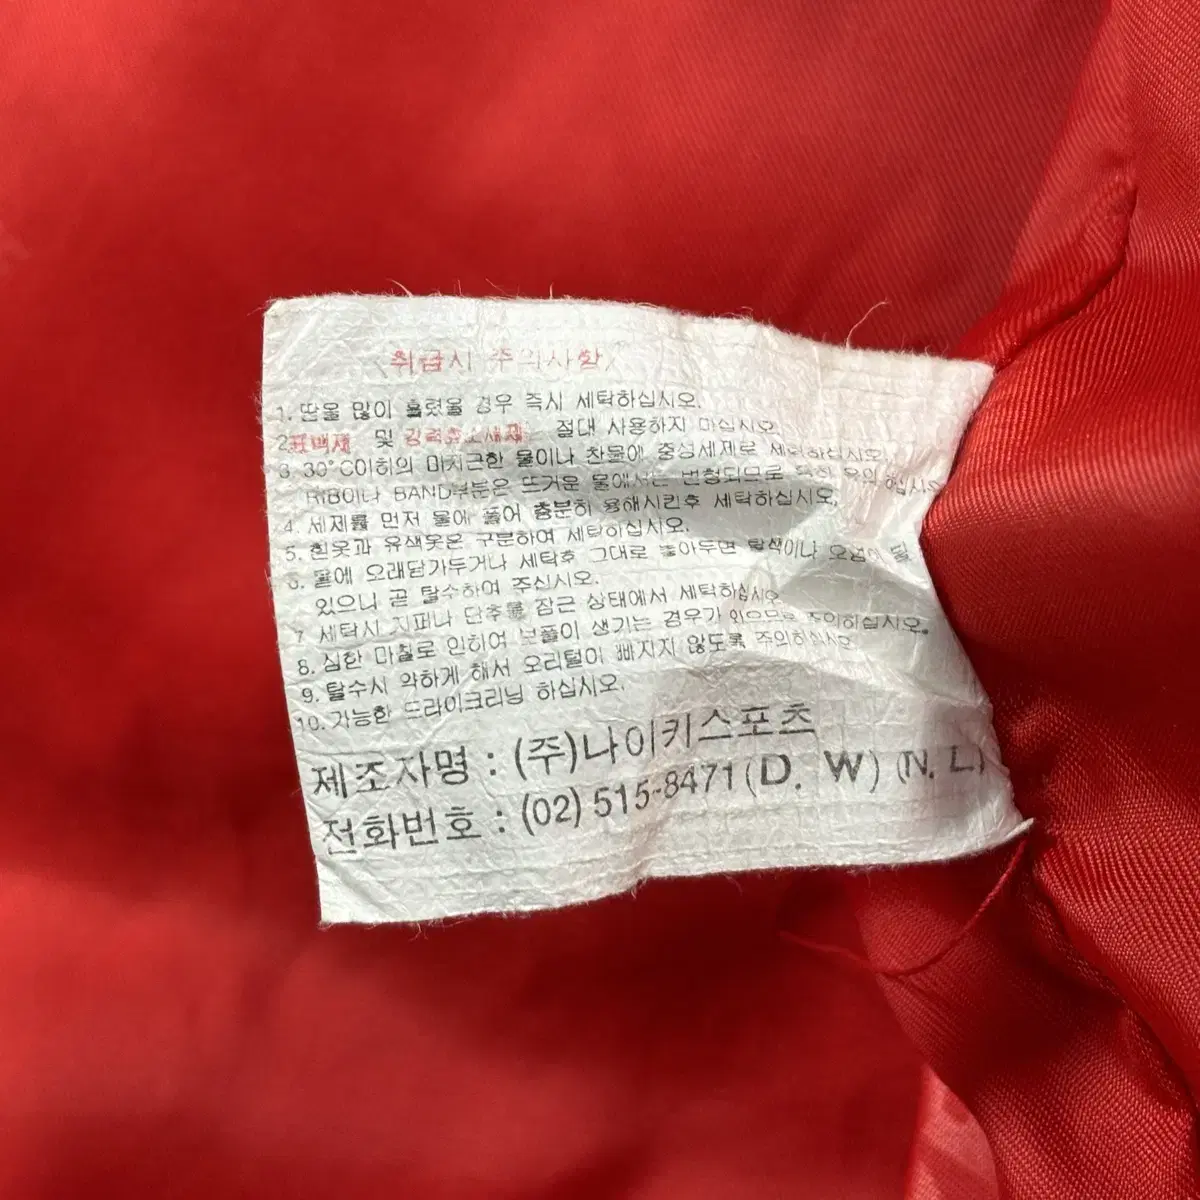 <취급시 주의사항>
1. 땀을 많이 흘렸을 경우 즉시 세탁하십시오.
2. 표백제 및 강력효소세제 절대 사용하지 마십시오
3. 30°C이하의 미지근한 물이나 찬물에 중성세제로 세탁하십시오.
RIB이나 BAND부분은 뜨거운 물에서는 변형되므로 특히 유의하십시오
4. 세제를 먼저 물에 풀어 충분히 용해시킨후 세탁하십시오.
5. 흰옷과 유색옷은 구분하여 세탁하십시오.
6. 물에 오래담가두거나 세탁후 그대로 놓아두면 탈색이나 오염이 될
있으니 곧 탈수하여 주신시오.
7. 세탁시 지퍼나 단추를 잠근 상태에서 세탁하십시오.
8. 심한 마찰로 인하여 보풀이 생기는 경우가 있으므로 주의하십시오.
9. 탈수시 약하게 해서 오리털이 빠지지 않도록 주의하십시오
10. 가능한 드라이크리닝 하십시오.
제조자명 : (주)나이키스포츠
전화번호 : (02) 515-8471 (D. W) (N. L)